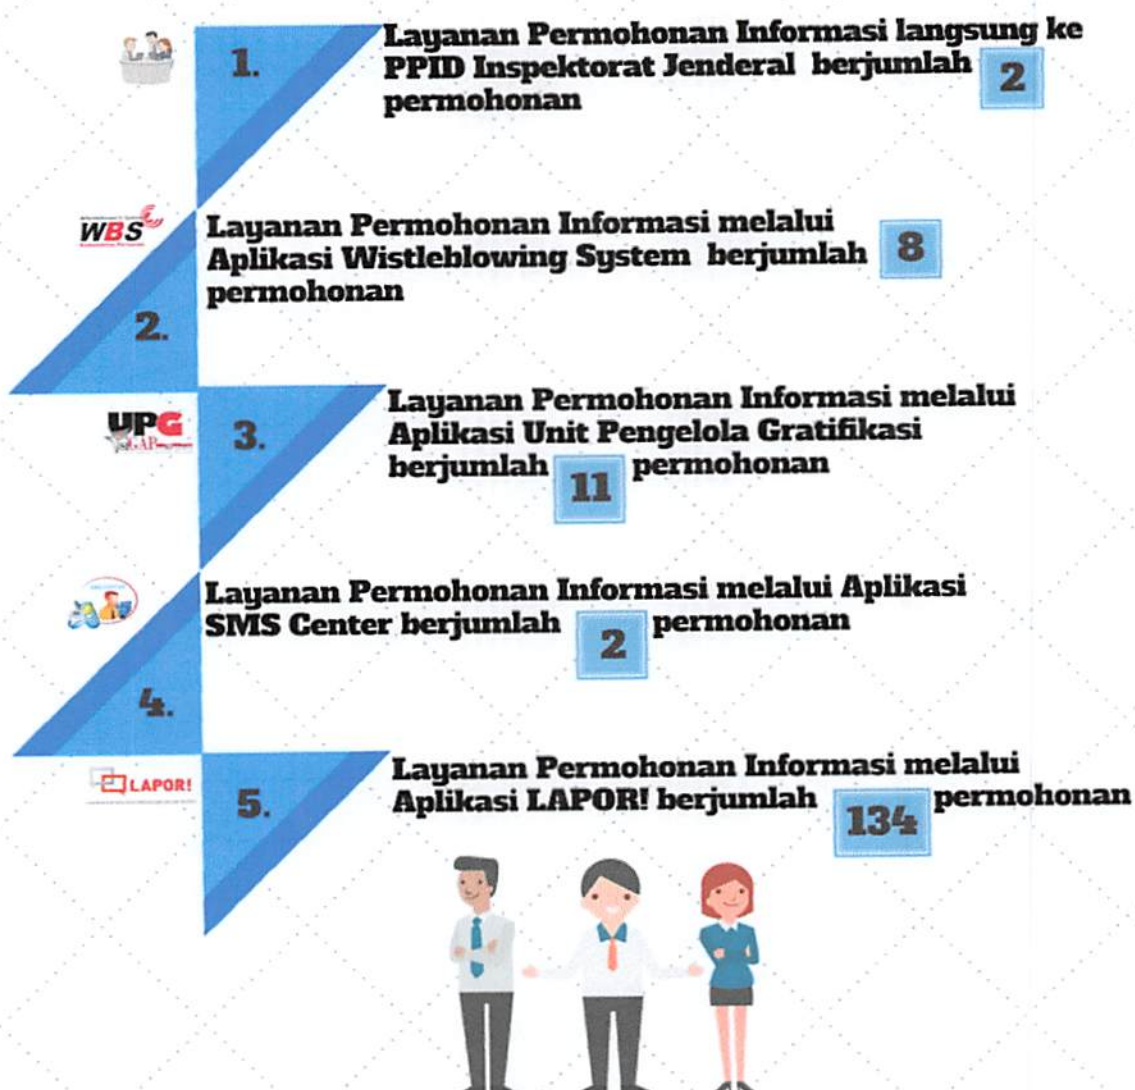 1.
Layanan Permohonan Informasi langsung ke
PPID Inspektorat Jenderal berjumlah 2
permohonan
WBS
2.
Layanan Permohonan Informasi melalui
Aplikasi Wistleblowing System berjumlah 8
permohonan
UPG
3.
Layanan Permohonan Informasi melalui
Aplikasi Unit Pengelola Gratifikasi
berjumlah 11 permohonan
4.
Layanan Permohonan Informasi melalui Aplikasi
SMS Center berjumlah 2 permohonan
LAPOR!
5.
Layanan Permohonan Informasi melalui
Aplikasi LAPOR! berjumlah 134 permohonan